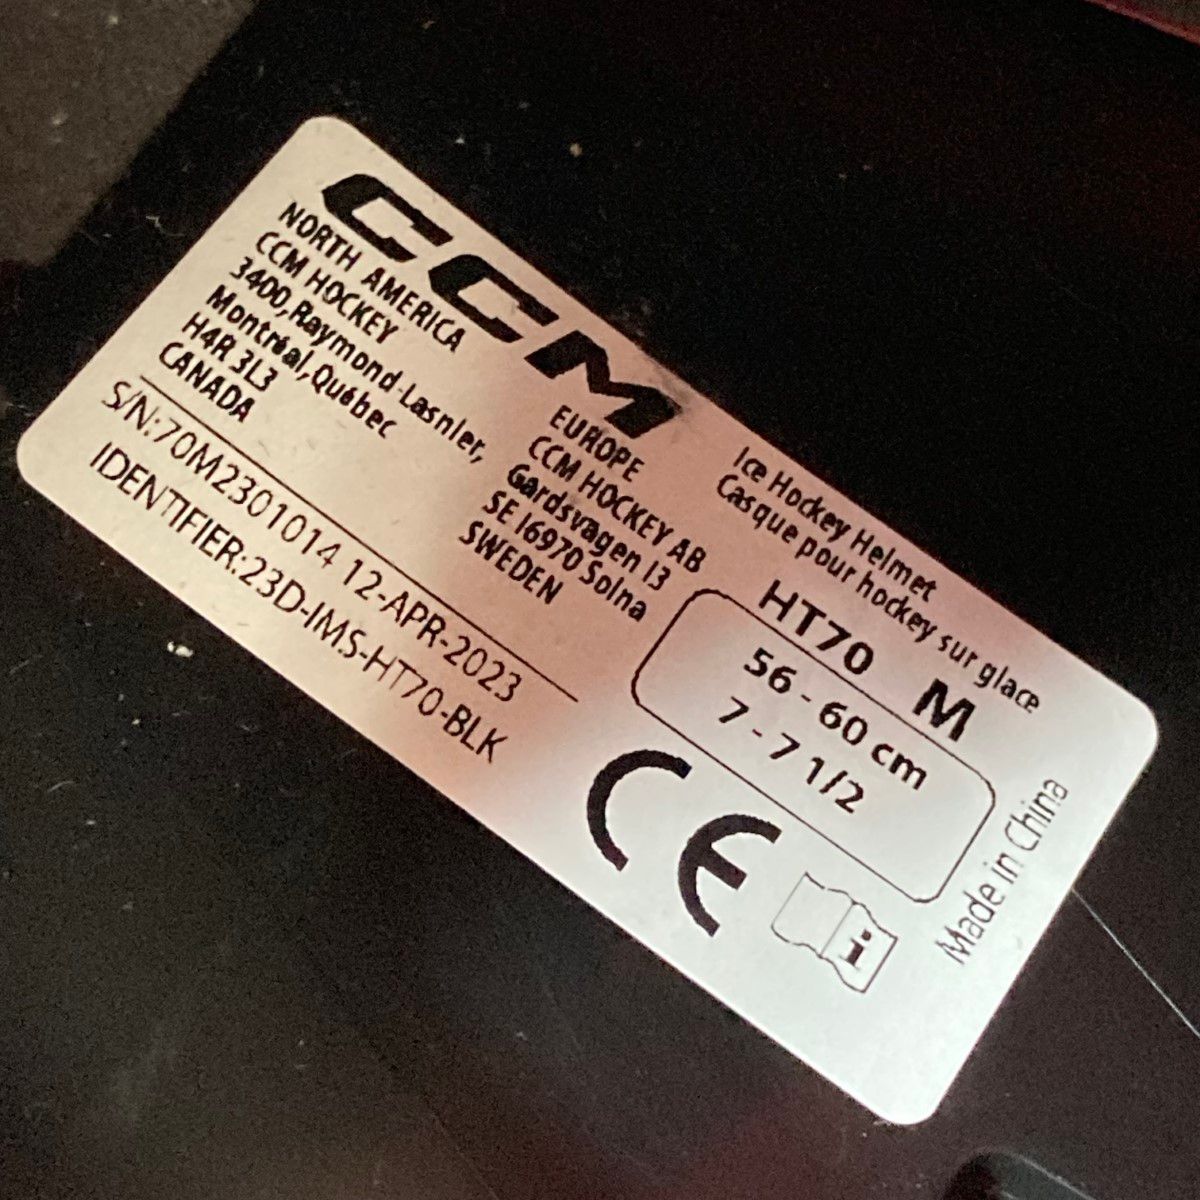 CCM
NORTH AMERICA
CCM HOCKEY
3400,Raymond-Lasnier,
Montréal,Québec
H4R 3L3
CANADA
EUROPE
CCM HOCKEY AB
Gardsvagen 13
SE 16970 Solna
SWEDEN
Ice Hockey Helmet
Casque pour hockey sur glace
HT70 M
56 - 60 cm
7 - 7 1/2
S/N:70M2301014 12-APR-2023
IDENTIFIER:23D-IMS-HT70-BLK
CE
i
Made in China